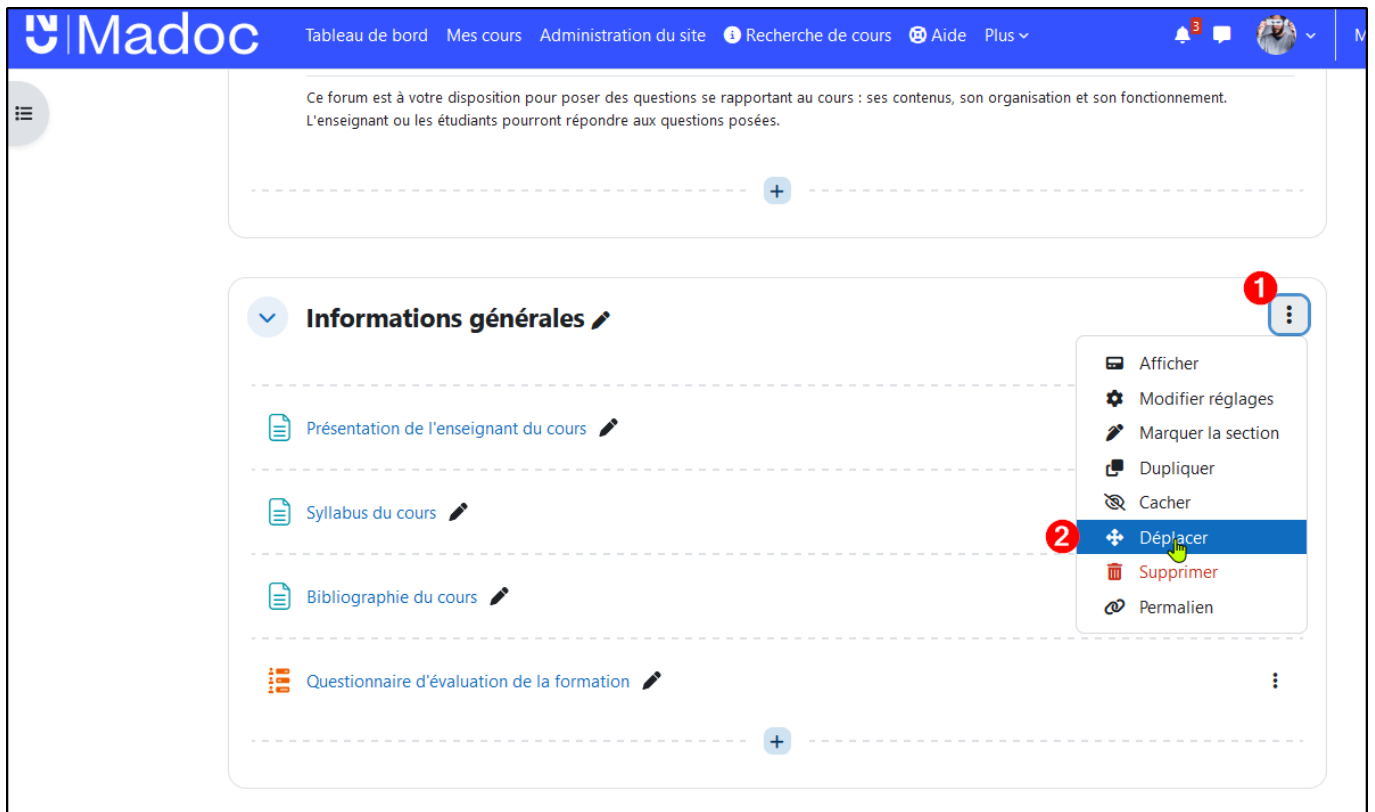 Madoc Tableau de bord Mes cours Administration du site Recherche de cours Aide Plus 3 M
Ce forum est à votre disposition pour poser des questions se rapportant au cours : ses contenus, son organisation et son fonctionnement.
L'enseignant ou les étudiants pourront répondre aux questions posées.
1
Informations générales
Afficher
Modifier réglages
Présentation de l'enseignant du cours
Marquer la section
Dupliquer
Cacher
Syllabus du cours
2 Déplacer
Supprimer
Bibliographie du cours
Permalien
Questionnaire d'évaluation de la formation